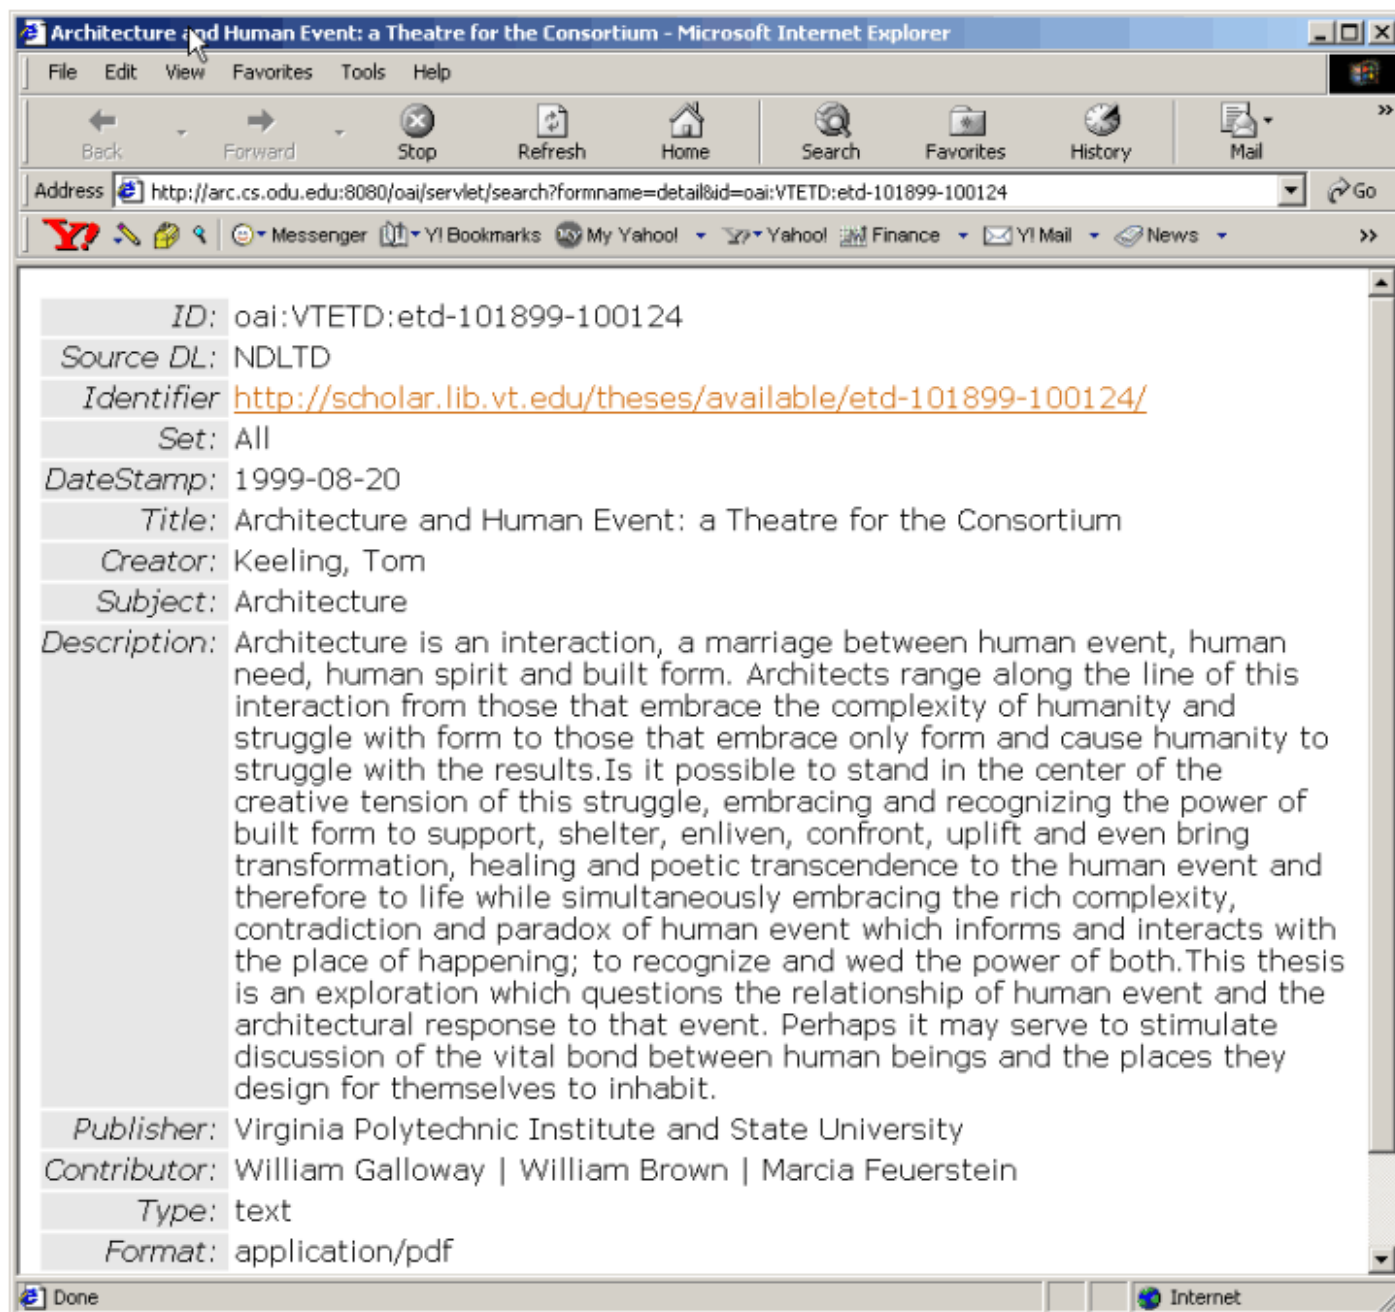 Architecture and Human Event: a Theatre for the Consortium - Microsoft Internet Explorer
File Edit View Favorites Tools Help
Back Forward Stop Refresh Home Search Favorites History Mail »
Address http://arc.cs.odu.edu:8080/oai/servlet/search?formname=detail&id=oai:VTETD:etd-101899-100124 Go
Y! Messenger Y! Bookmarks My Yahoo! Yahoo! Finance Y! Mail News »
ID: oai:VTETD:etd-101899-100124
Source DL: NDLTD
Identifier http://scholar.lib.vt.edu/theses/available/etd-101899-100124/
Set: All
DateStamp: 1999-08-20
Title: Architecture and Human Event: a Theatre for the Consortium
Creator: Keeling, Tom
Subject: Architecture
Description: Architecture is an interaction, a marriage between human event, human
need, human spirit and built form. Architects range along the line of this
interaction from those that embrace the complexity of humanity and
struggle with form to those that embrace only form and cause humanity to
struggle with the results.Is it possible to stand in the center of the
creative tension of this struggle, embracing and recognizing the power of
built form to support, shelter, enliven, confront, uplift and even bring
transformation, healing and poetic transcendence to the human event and
therefore to life while simultaneously embracing the rich complexity,
contradiction and paradox of human event which informs and interacts with
the place of happening; to recognize and wed the power of both.This thesis
is an exploration which questions the relationship of human event and the
architectural response to that event. Perhaps it may serve to stimulate
discussion of the vital bond between human beings and the places they
design for themselves to inhabit.
Publisher: Virginia Polytechnic Institute and State University
Contributor: William Galloway | William Brown | Marcia Feuerstein
Type: text
Format: application/pdf
Done Internet